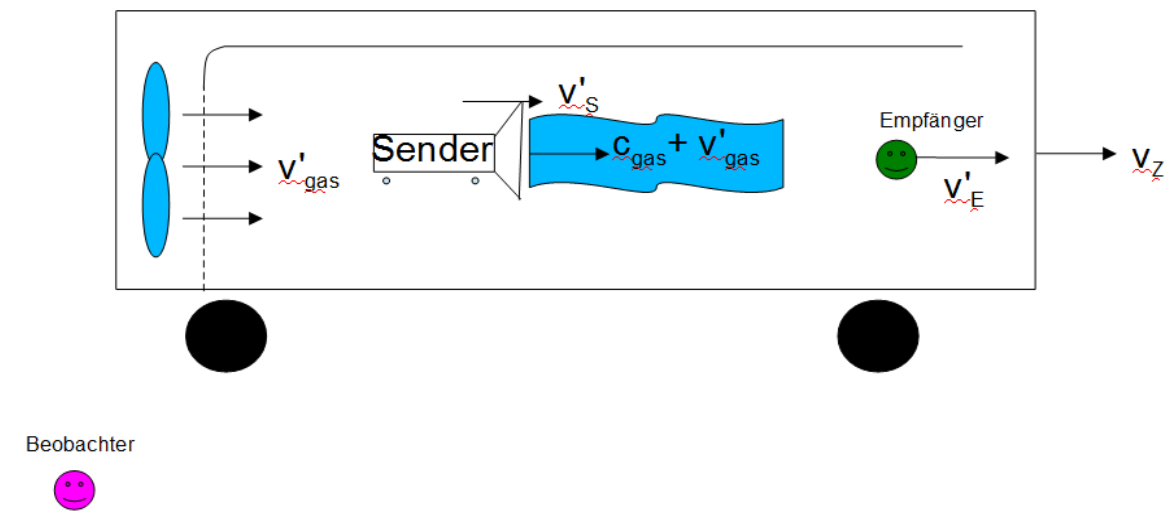 v'S
Empfänger
Sender
cgas+ v'gas
v'gas
v'E
vZ
Beobachter